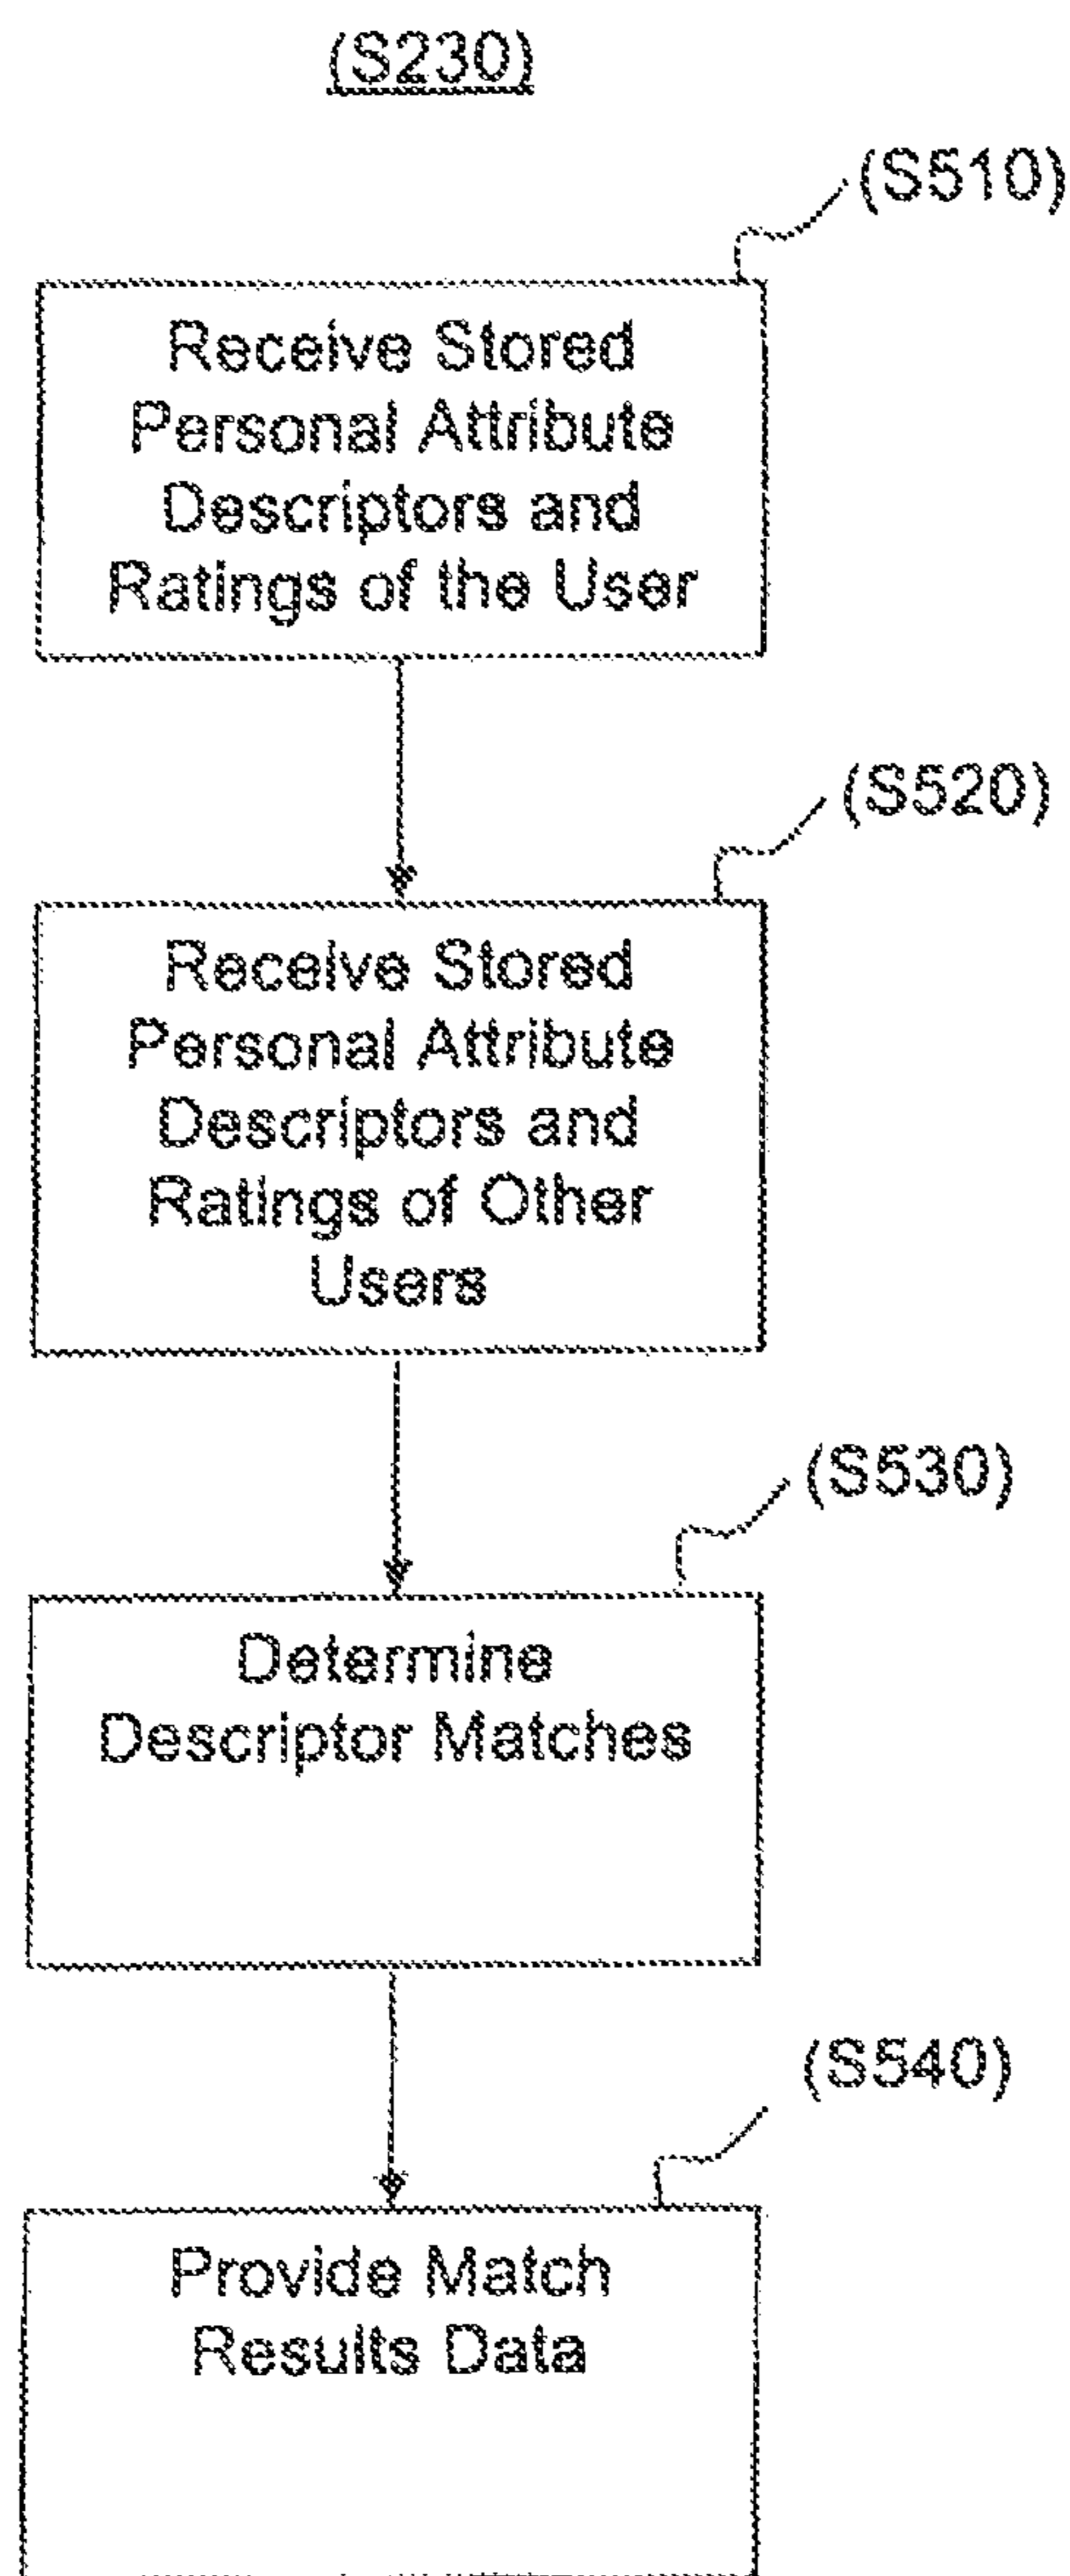 (S230)
(S510)
Receive Stored
Personal Attribute
Descriptors and
Ratings of the User
(S520)
Receive Stored
Personal Attribute
Descriptors and
Ratings of Other
Users
(S530)
Determine
Descriptor Matches
(S540)
Provide Match
Results Data